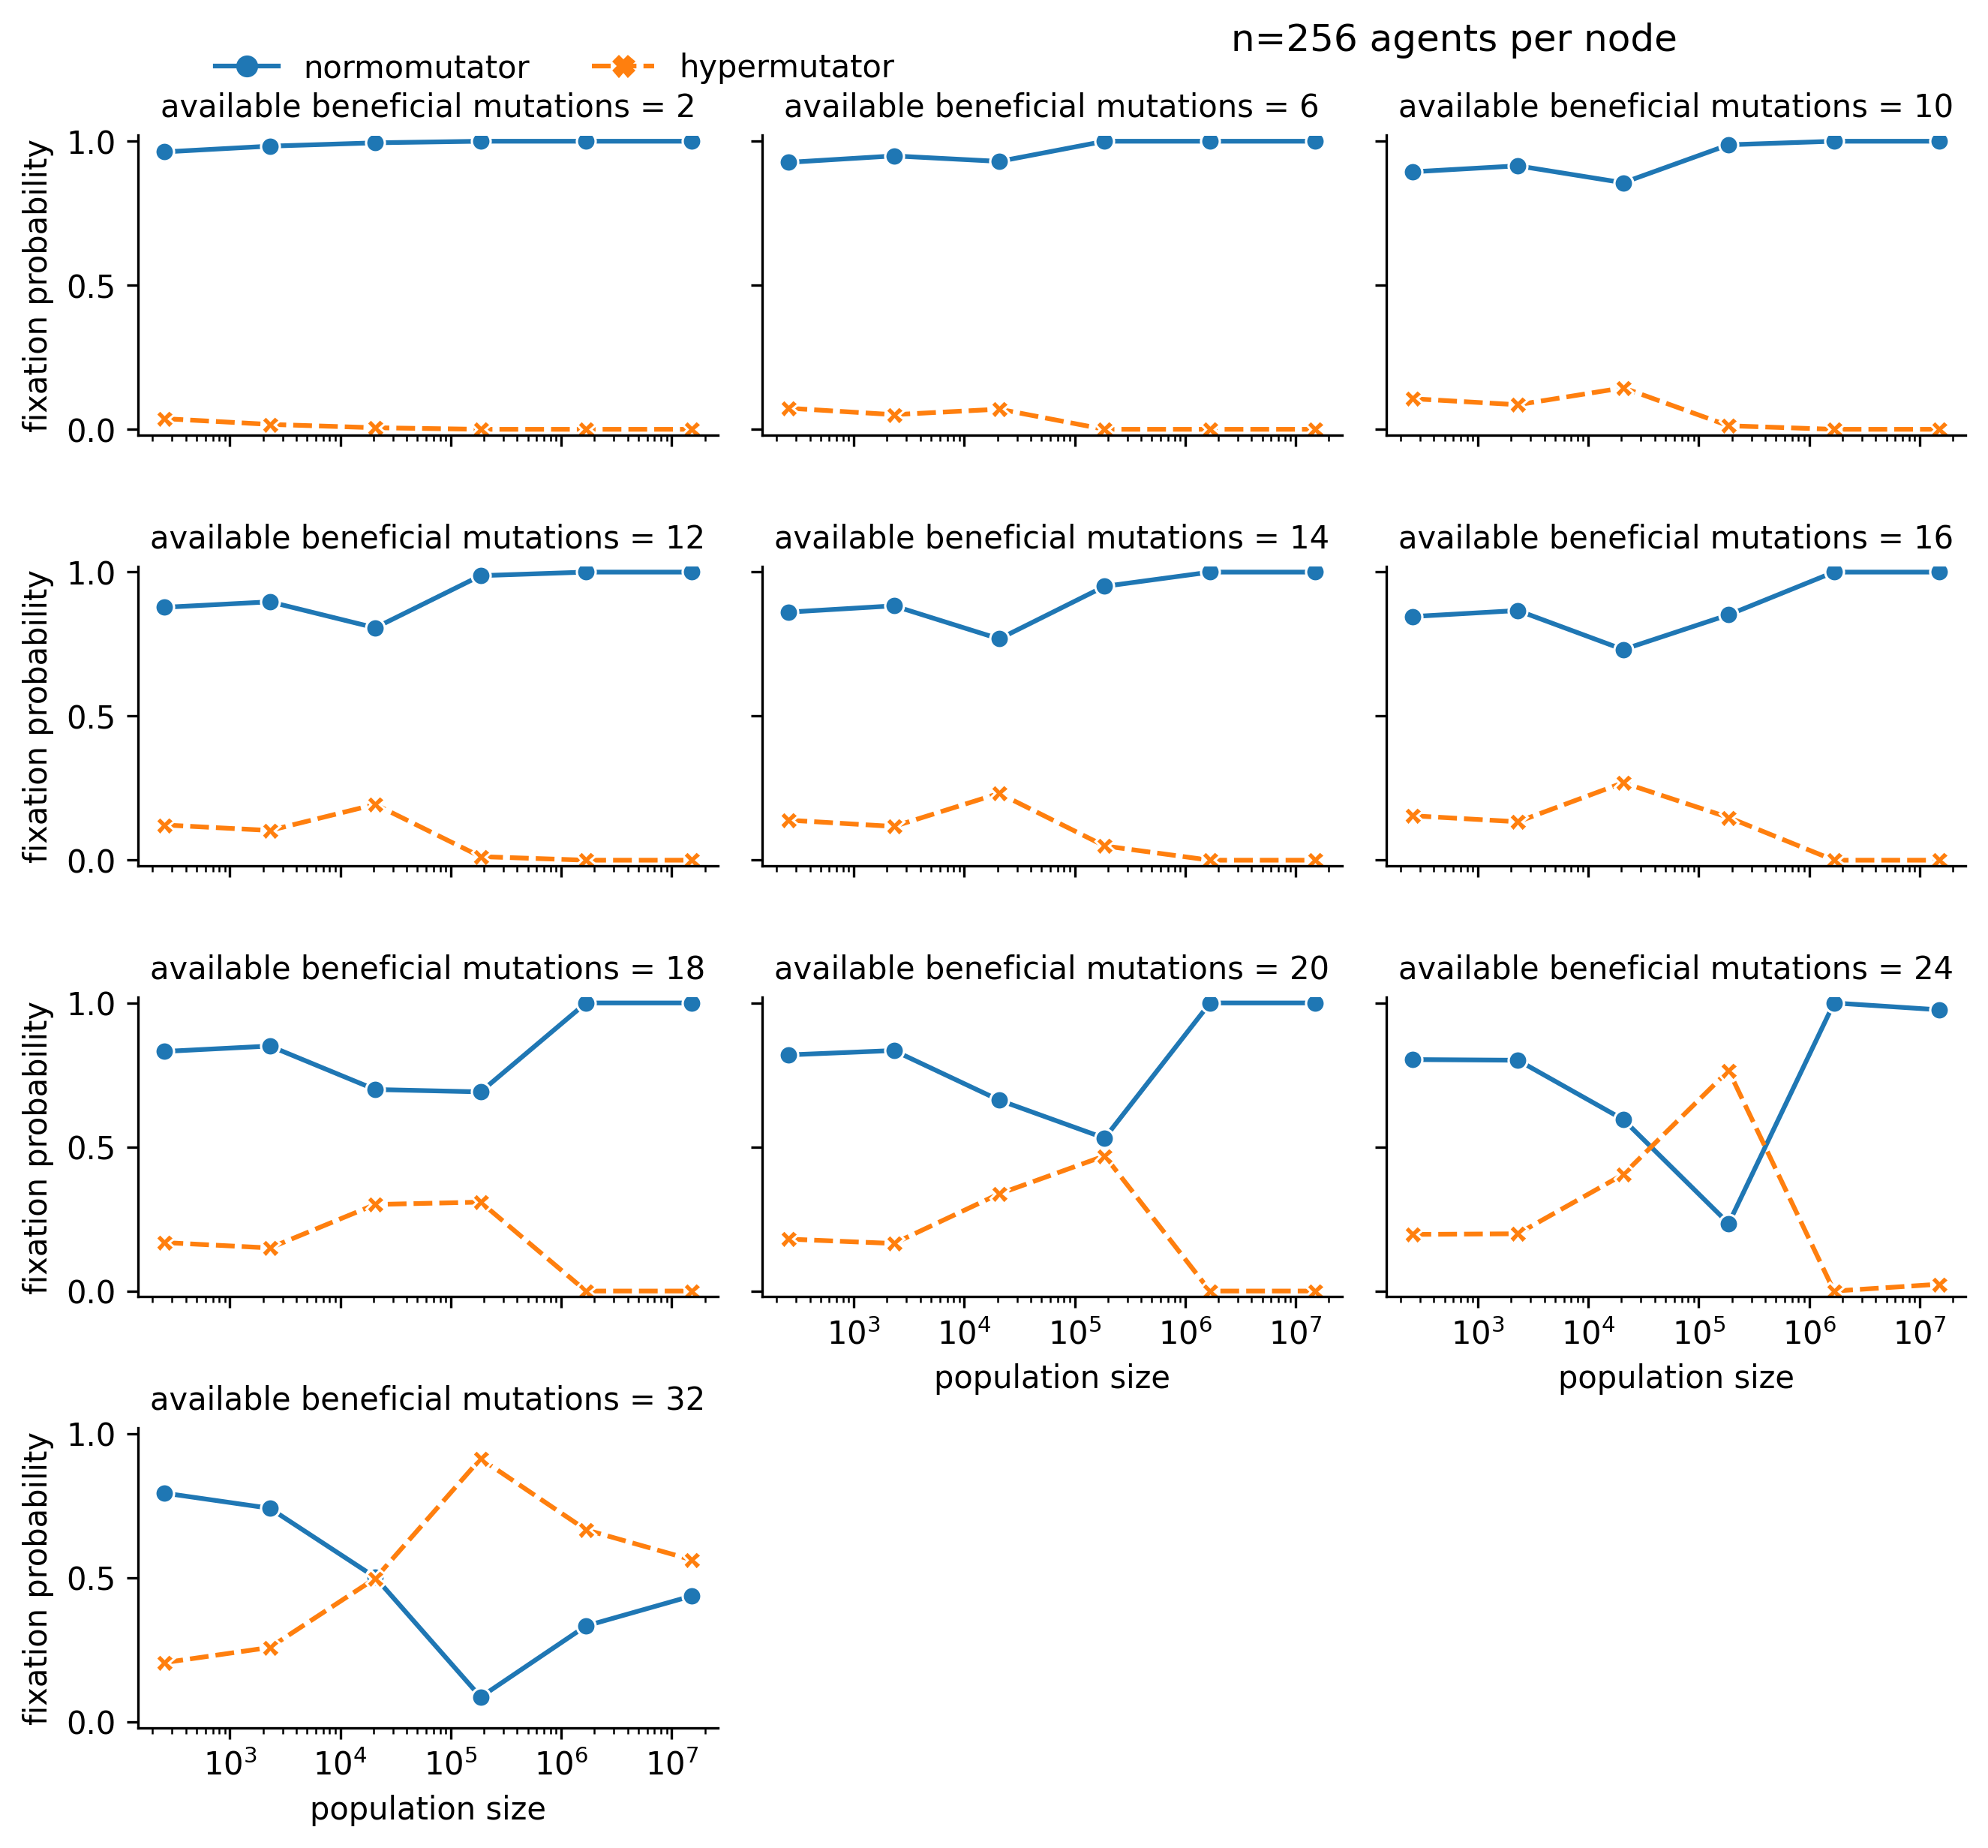 n=256 agents per node
normomutator hypermutator
available beneficial mutations = 2
available beneficial mutations = 6
available beneficial mutations = 10
fixation probability
1.0
0.5
0.0
available beneficial mutations = 12
available beneficial mutations = 14
available beneficial mutations = 16
fixation probability
1.0
0.5
0.0
available beneficial mutations = 18
available beneficial mutations = 20
available beneficial mutations = 24
fixation probability
1.0
0.5
0.0
10³ 10⁴ 10⁵ 10⁶ 10⁷
population size
10³ 10⁴ 10⁵ 10⁶ 10⁷
population size
available beneficial mutations = 32
fixation probability
1.0
0.5
0.0
10³ 10⁴ 10⁵ 10⁶ 10⁷
population size